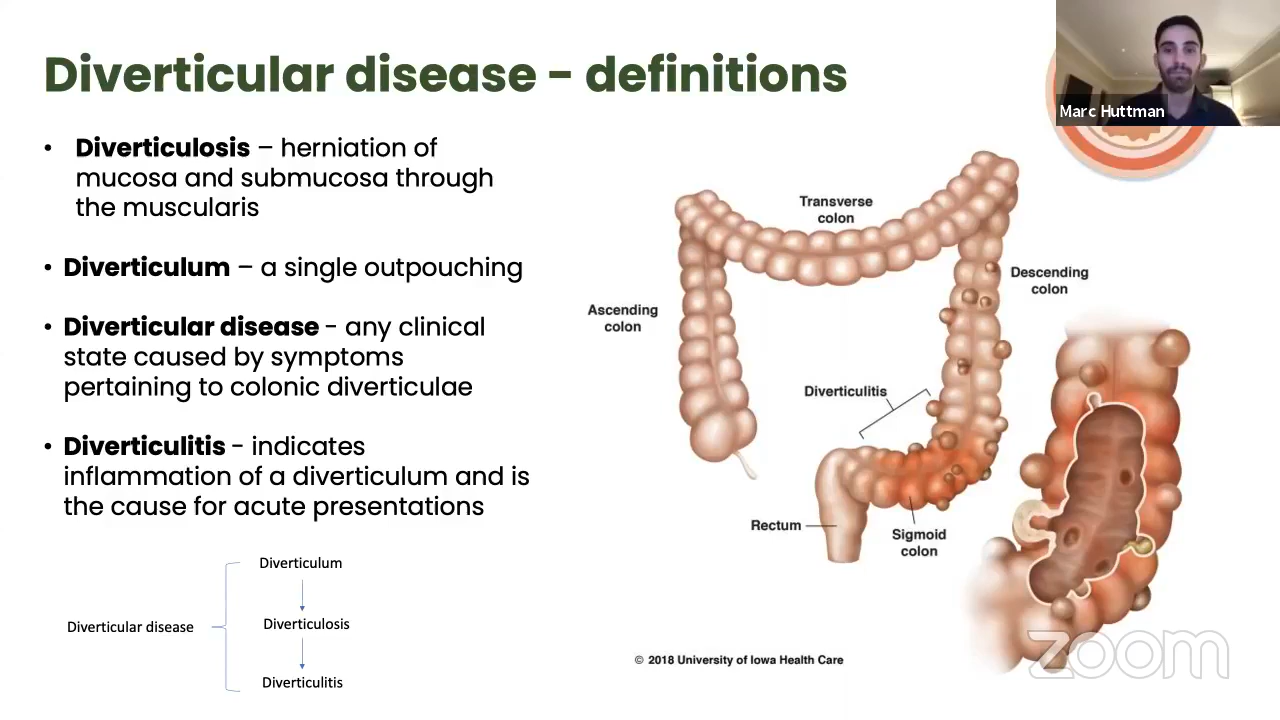 Diverticular disease - definitions
Marc Huttman
• Diverticulosis – herniation of
mucosa and submucosa through
the muscularis
• Diverticulum – a single outpouching
• Diverticular disease - any clinical
state caused by symptoms
pertaining to colonic diverticulae
• Diverticulitis - indicates
inflammation of a diverticulum and is
the cause for acute presentations
Transverse
colon
Descending
colon
Ascending
colon
Diverticulitis
Rectum
Sigmoid
colon
Diverticulum
Diverticular disease
Diverticulosis
Diverticulitis
© 2018 University of Iowa Health Care
zoom